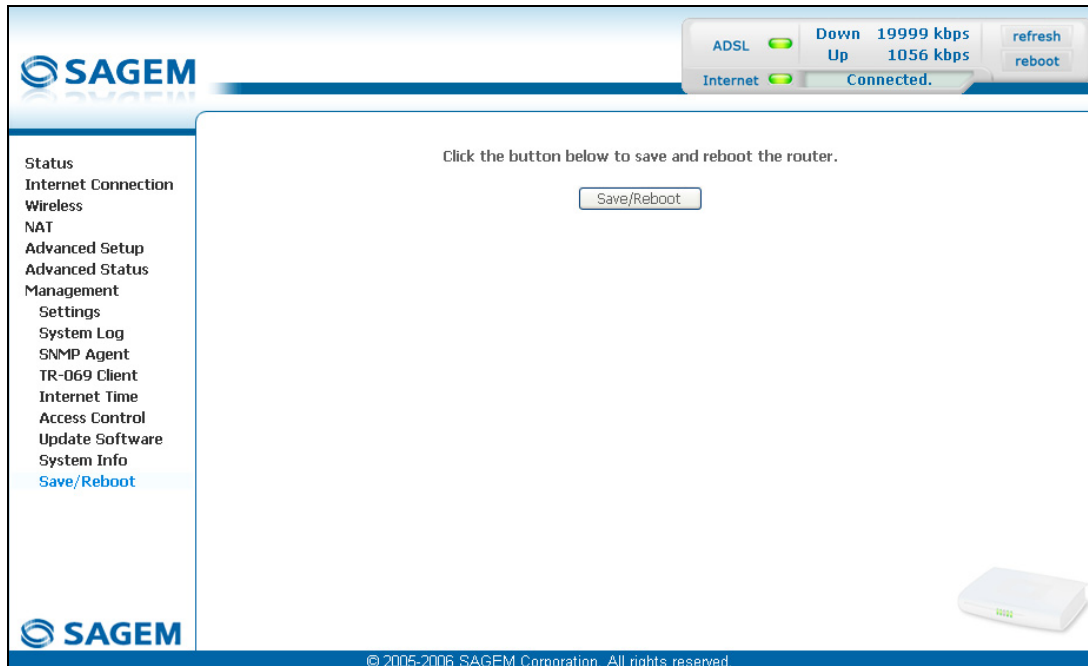 SAGEM
ADSL
Down 19999 kbps
Up 1056 kbps
refresh
reboot
Internet
Connected.
Status
Internet Connection
Wireless
NAT
Advanced Setup
Advanced Status
Management
Settings
System Log
SNMP Agent
TR-069 Client
Internet Time
Access Control
Update Software
System Info
Save/Reboot
Click the button below to save and reboot the router.
Save/Reboot
SAGEM
© 2005-2006 SAGEM Corporation. All rights reserved.